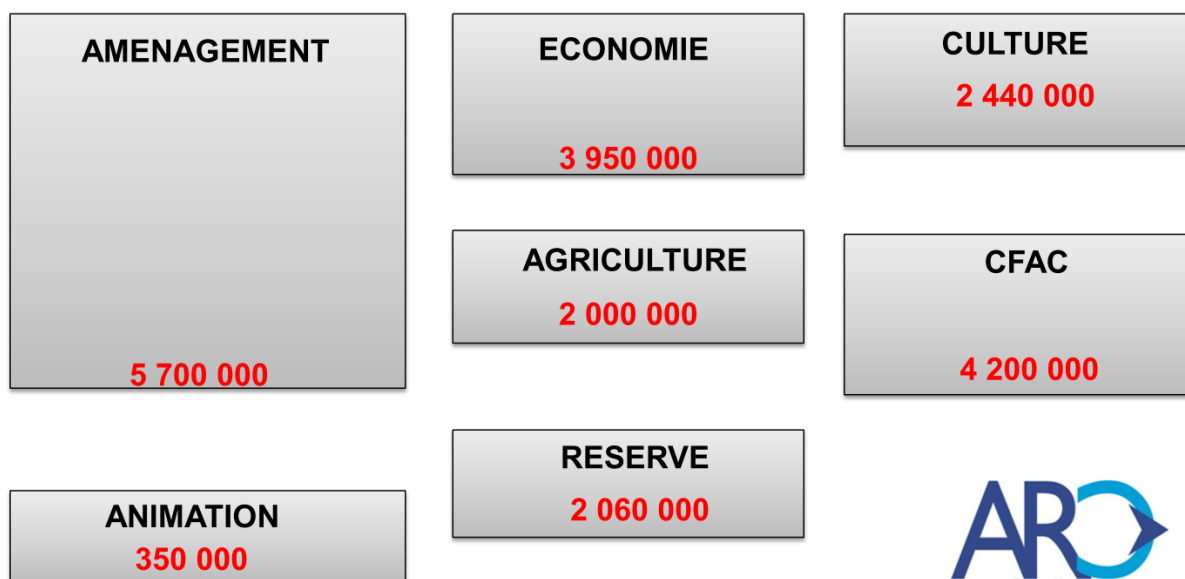 AMENAGEMENT
5 700 000
ANIMATION
350 000
ECONOMIE
3 950 000
AGRICULTURE
2 000 000
RESERVE
2 060 000
CULTURE
2 440 000
CFAC
4 200 000
ARC